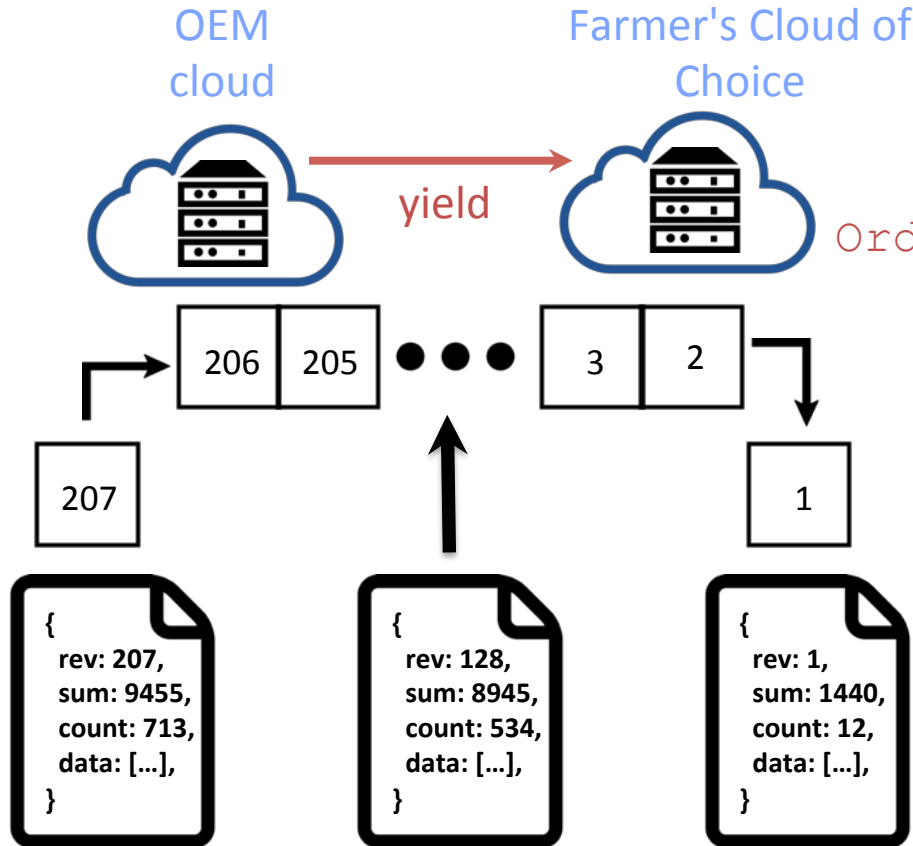 OEM
cloud
Farmer's Cloud of
Choice
yield
Ord
206 205 3 2
207
1
{
rev: 207,
sum: 9455,
count: 713,
data: […],
}
{
rev: 128,
sum: 8945,
count: 534,
data: […],
}
{
rev: 1,
sum: 1440,
count: 12,
data: […],
}